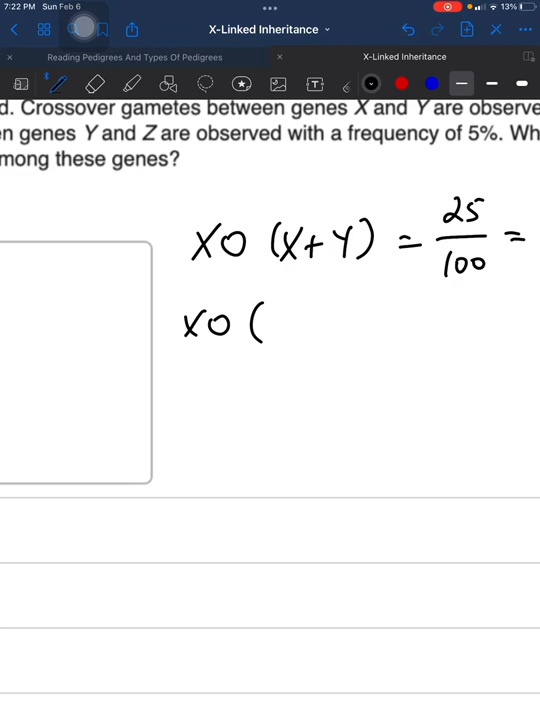 7:22 PM Sun Feb 6
13%
X-Linked Inheritance
Reading Pedigrees And Types Of Pedigrees
X-Linked Inheritance
d. Crossover gametes between genes X and Y are observe
en genes Y and Z are observed with a frequency of 5%. Wh
mong these genes?
XO (X+Y) = 25/100 =
XO (